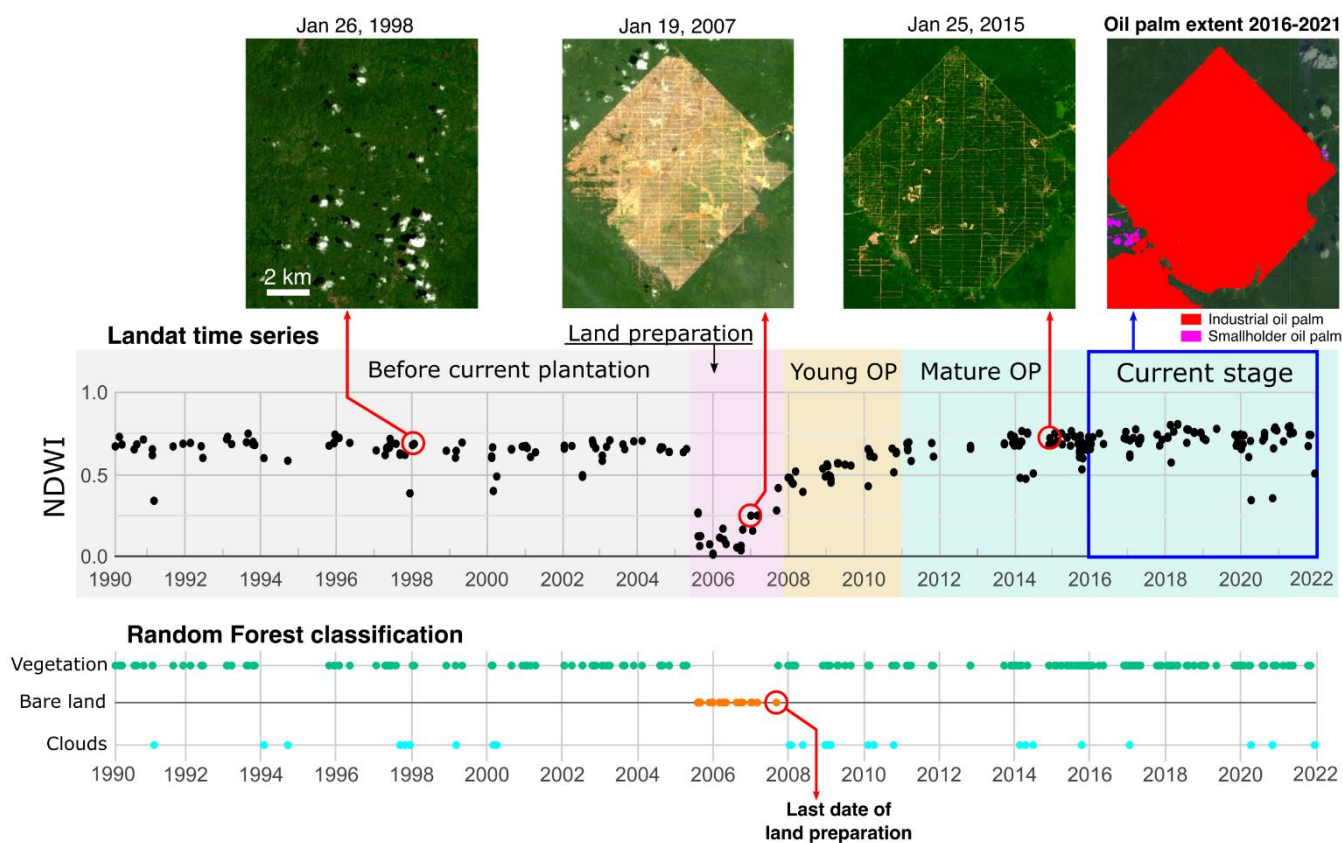 Jan 26, 1998
Jan 19, 2007
Jan 25, 2015
Oil palm extent 2016-2021
2 km
Industrial oil palm
Smallholder oil palm
Landat time series
Land preparation
Before current plantation
Young OP
Mature OP
Current stage
NDWI
1.0
0.5
0.0
1990 1992 1994 1996 1998 2000 2002 2004 2006 2008 2010 2012 2014 2016 2018 2020 2022
Random Forest classification
Vegetation
Bare land
Clouds
1990 1992 1994 1996 1998 2000 2002 2004 2006 2008 2010 2012 2014 2016 2018 2020 2022
Last date of
land preparation